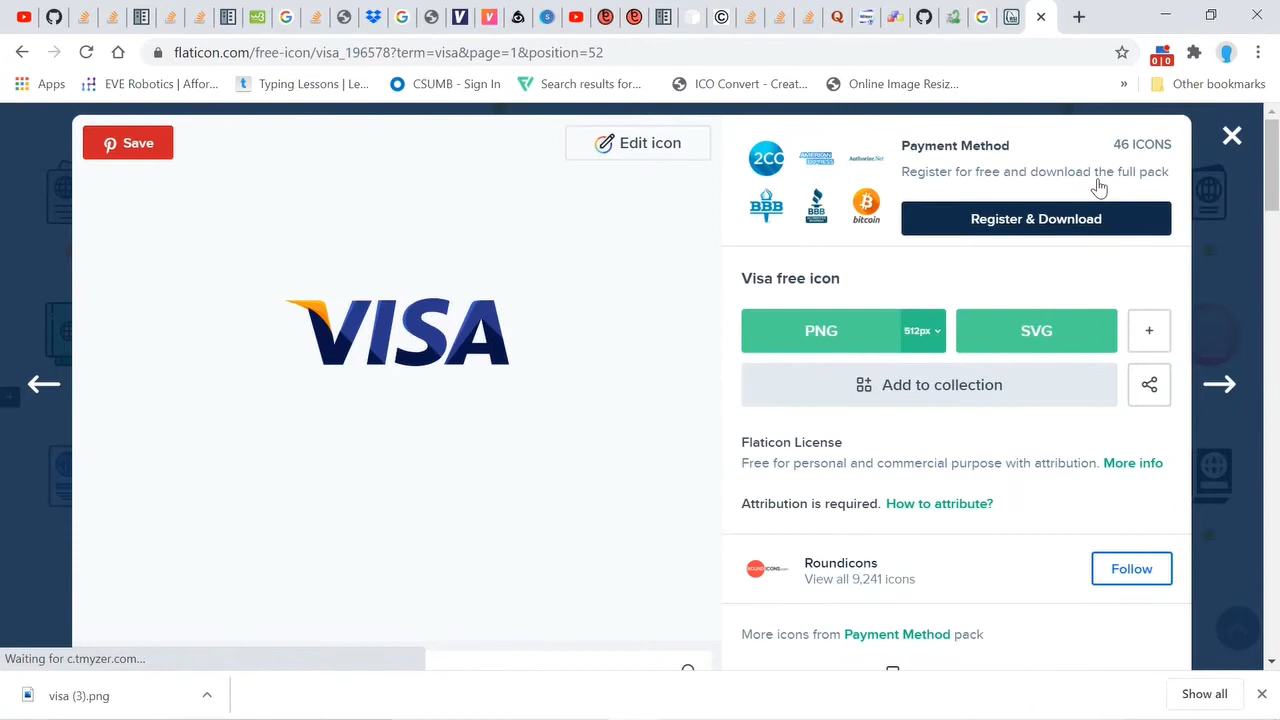 flaticon.com/free-icon/visa_196578?term=visa&page=1&position=52
0|0
Apps
EVE Robotics | Affor...
Typing Lessons | Le...
CSUMB - Sign In
Search results for...
ICO Convert - Creat...
Online Image Resiz...
»
Other bookmarks
Save
Edit icon
2CO
AMERICAN EXPRESS
Authorize.Net
BBB
BBB
bitcoin
Payment Method
46 ICONS
Register for free and download the full pack
Register & Download
VISA
Visa free icon
PNG
512px
SVG
+
Add to collection
Flaticon License
Free for personal and commercial purpose with attribution. More info
Attribution is required. How to attribute?
ROUNDICONS.com
Roundicons
View all 9,241 icons
Follow
More icons from Payment Method pack
Waiting for c.tmyzer.com...
visa (3).png
Show all